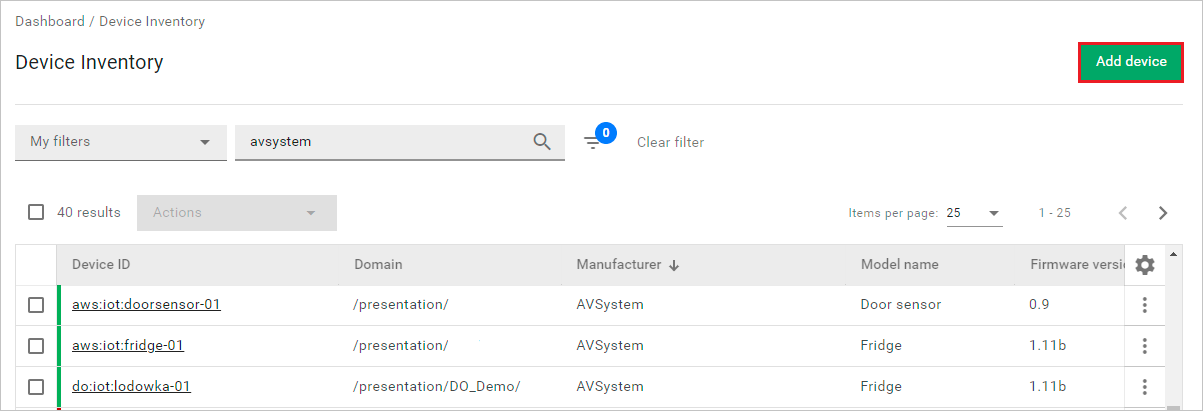 Dashboard / Device Inventory
Device Inventory
Add device
My filters
avsystem
0
Clear filter
40 results
Actions
Items per page: 25
1 - 25
Device ID Domain Manufacturer Model name Firmware versi
aws:iot:doorsensor-01 /presentation/ AVSystem Door sensor 0.9
aws:iot:fridge-01 /presentation/ AVSystem Fridge 1.11b
do:iot:lodowka-01 /presentation/DO_Demo/ AVSystem Fridge 1.11b